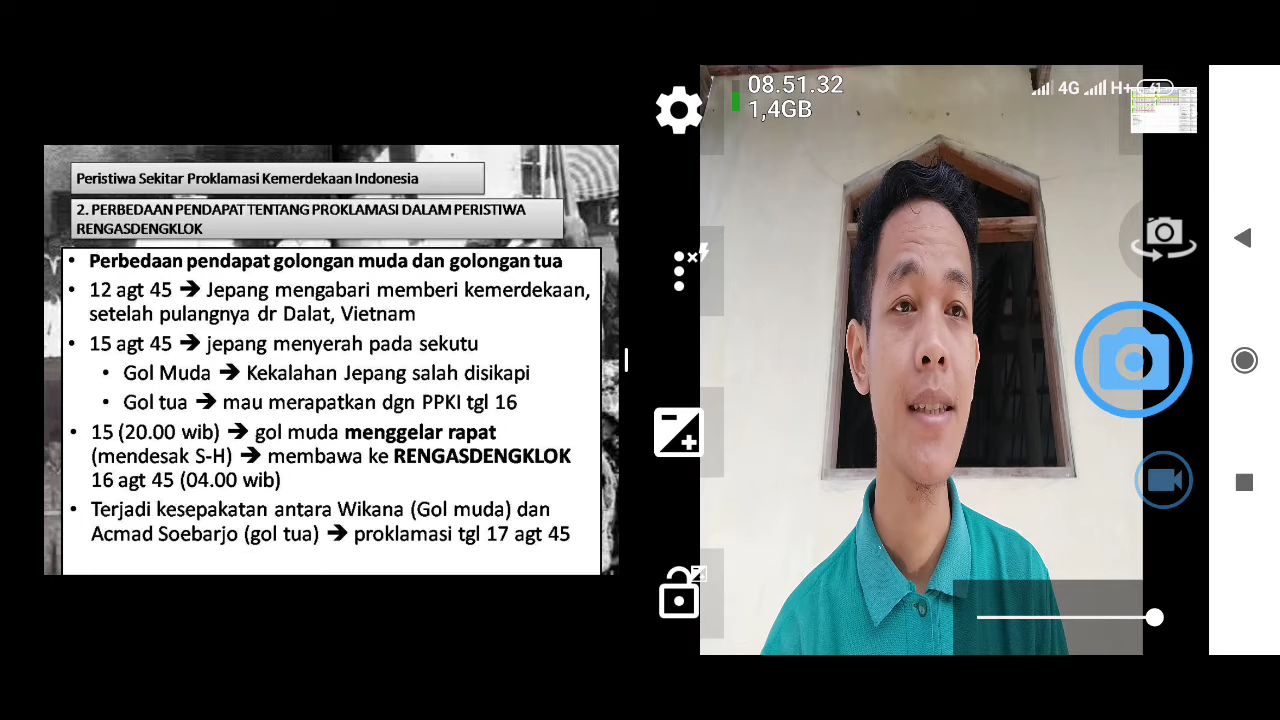 Peristiwa Sekitar Proklamasi Kemerdekaan Indonesia
2. PERBEDAAN PENDAPAT TENTANG PROKLAMASI DALAM PERISTIWA
RENGASDENGKLOK
• Perbedaan pendapat golongan muda dan golongan tua
• 12 agt 45 → Jepang mengabari memberi kemerdekaan,
setelah pulangnya dr Dalat, Vietnam
• 15 agt 45 → jepang menyerah pada sekutu
• Gol Muda → Kekalahan Jepang salah disikapi
• Gol tua → mau merapatkan dgn PPKI tgl 16
• 15 (20.00 wib) → gol muda menggelar rapat
(mendesak S-H) → membawa ke RENGASDENGKLOK
16 agt 45 (04.00 wib)
• Terjadi kesepakatan antara Wikana (Gol muda) dan
Acmad Soebarjo (gol tua) → proklamasi tgl 17 agt 45
08.51.32
1,4GB
4G
H+